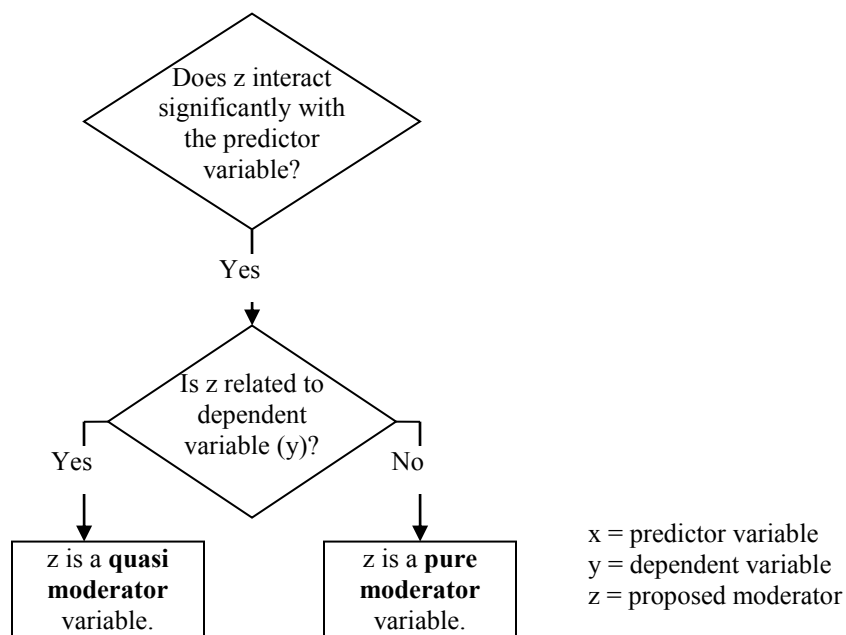 Does z interact
significantly with
the predictor
variable?
Yes
Is z related to
dependent
variable (y)?
Yes
No
z is a quasi
moderator
variable.
z is a pure
moderator
variable.
x = predictor variable
y = dependent variable
z = proposed moderator